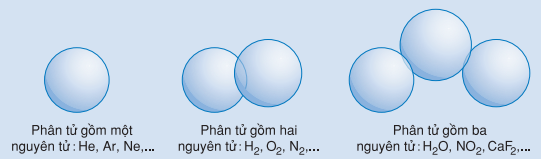 Phân tử gồm một
nguyên tử: He, Ar, Ne,...
Phân tử gồm hai
nguyên tử: H₂, O₂, N₂,...
Phân tử gồm ba
nguyên tử: H₂O, NO₂, CaF₂,...